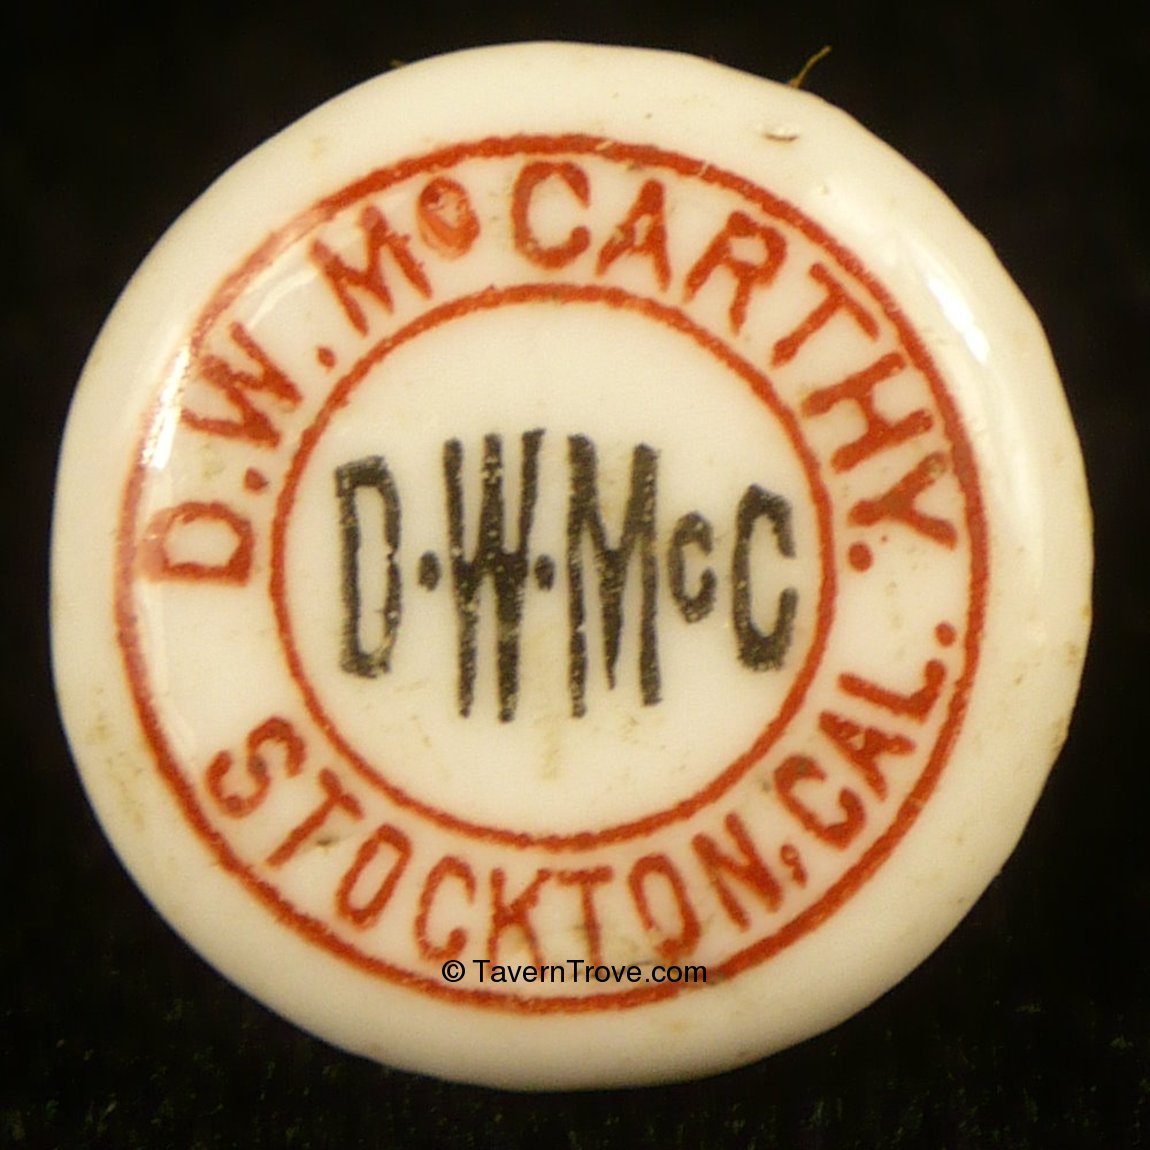 D.W. McCARTHY.
D·W·McC
STOCKTON, CAL.
© TavernTrove.com